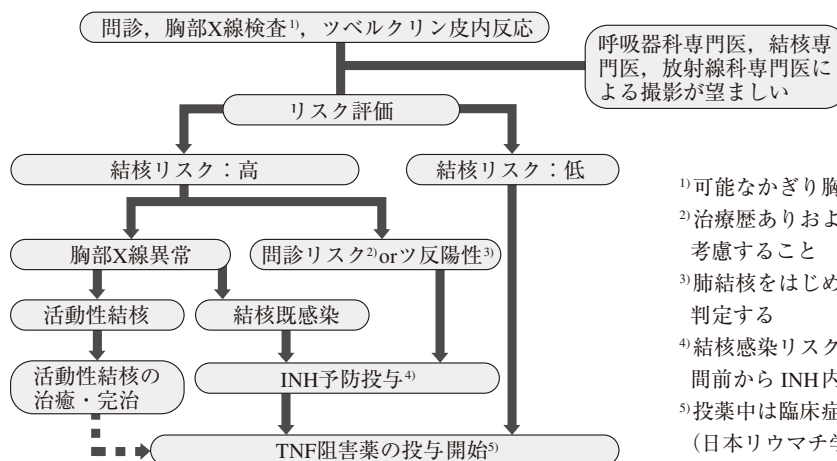 問診，胸部X線検査1)，ツベルクリン皮内反応
呼吸器科専門医，結核専
門医，放射線科専門医に
よる撮影が望ましい
リスク評価
結核リスク：高
結核リスク：低
胸部X線異常
問診リスク2)orツ反陽性3)
活動性結核
結核既感染
活動性結核の
治癒・完治
INH予防投与4)
TNF阻害薬の投与開始5)
1)可能なかぎり胸
2)治療歴ありおよ
考慮すること
3)肺結核をはじめ
判定する
4)結核感染リスク
間前から INH内
5)投薬中は臨床症
（日本リウマチ学